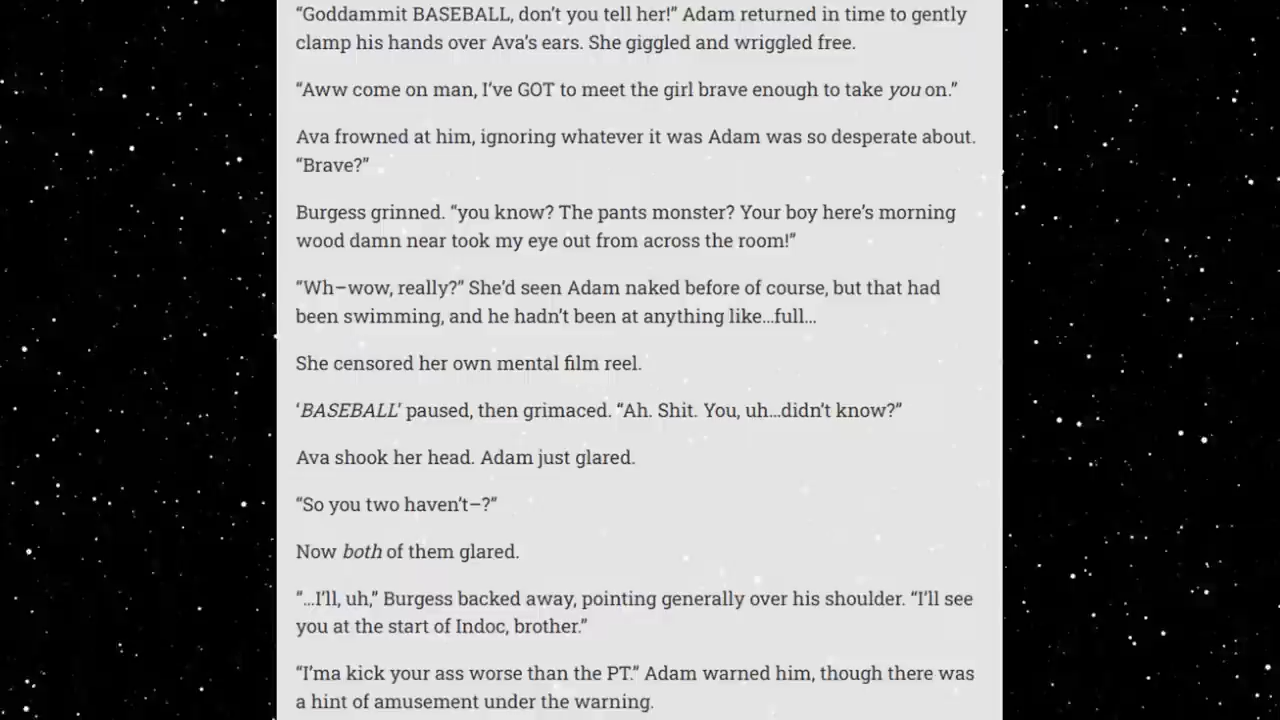 “Goddammit BASEBALL, don’t you tell her!” Adam returned in time to gently
clamp his hands over Ava’s ears. She giggled and wriggled free.
“Aww come on man, I’ve GOT to meet the girl brave enough to take you on.”
Ava frowned at him, ignoring whatever it was Adam was so desperate about.
“Brave?”
Burgess grinned. “you know? The pants monster? Your boy here’s morning
wood damn near took my eye out from across the room!”
“Wh–wow, really?” She’d seen Adam naked before of course, but that had
been swimming, and he hadn’t been at anything like…full…
She censored her own mental film reel.
‘BASEBALL’ paused, then grimaced. “Ah. Shit. You, uh…didn’t know?”
Ava shook her head. Adam just glared.
“So you two haven’t–?”
Now both of them glared.
“…I’ll, uh,” Burgess backed away, pointing generally over his shoulder. “I’ll see
you at the start of Indoc, brother.”
“I’ma kick your ass worse than the PT.” Adam warned him, though there was
a hint of amusement under the warning.